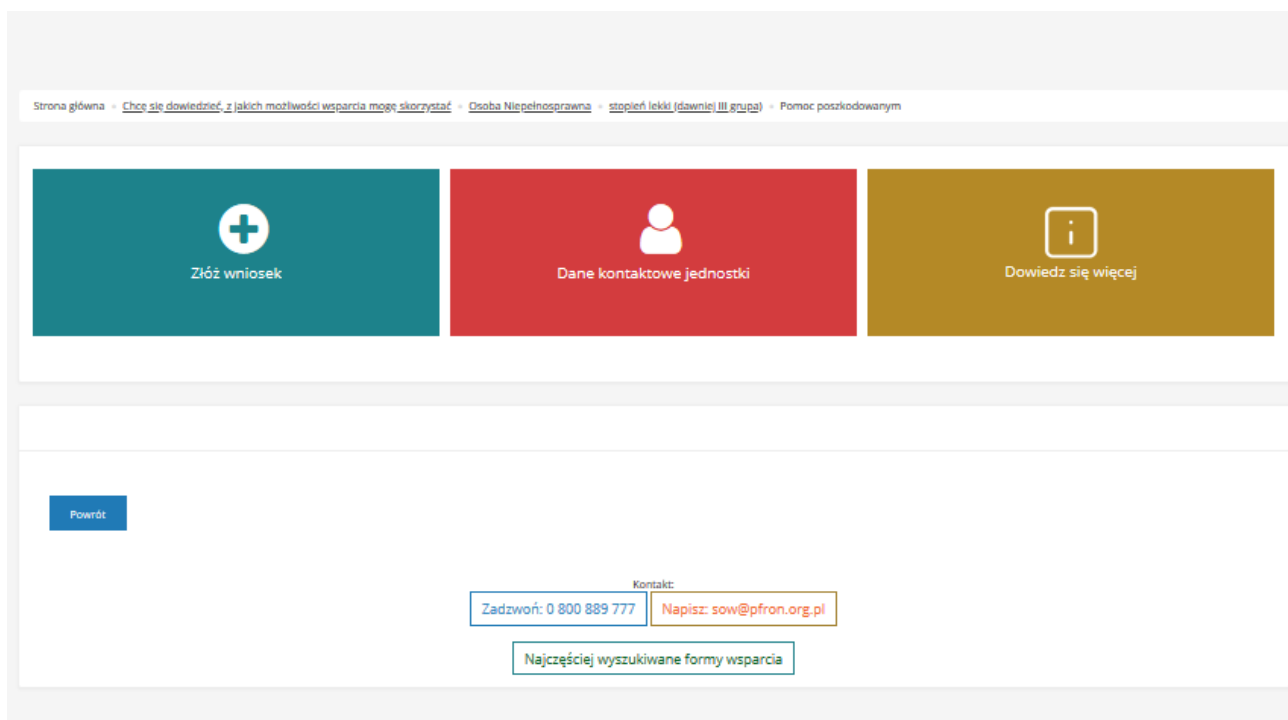 Strona główna » Chcę się dowiedzieć, z jakich możliwości wsparcia mogę skorzystać » Osoba Niepełnosprawna » stopień lekki (dawniej III grupa) » Pomoc poszkodowanym
Złóż wniosek
Dane kontaktowe jednostki
Dowiedz się więcej
Powrót
Kontakt:
Zadzwoń: 0 800 889 777
Napisz: sow@pfron.org.pl
Najczęściej wyszukiwane formy wsparcia